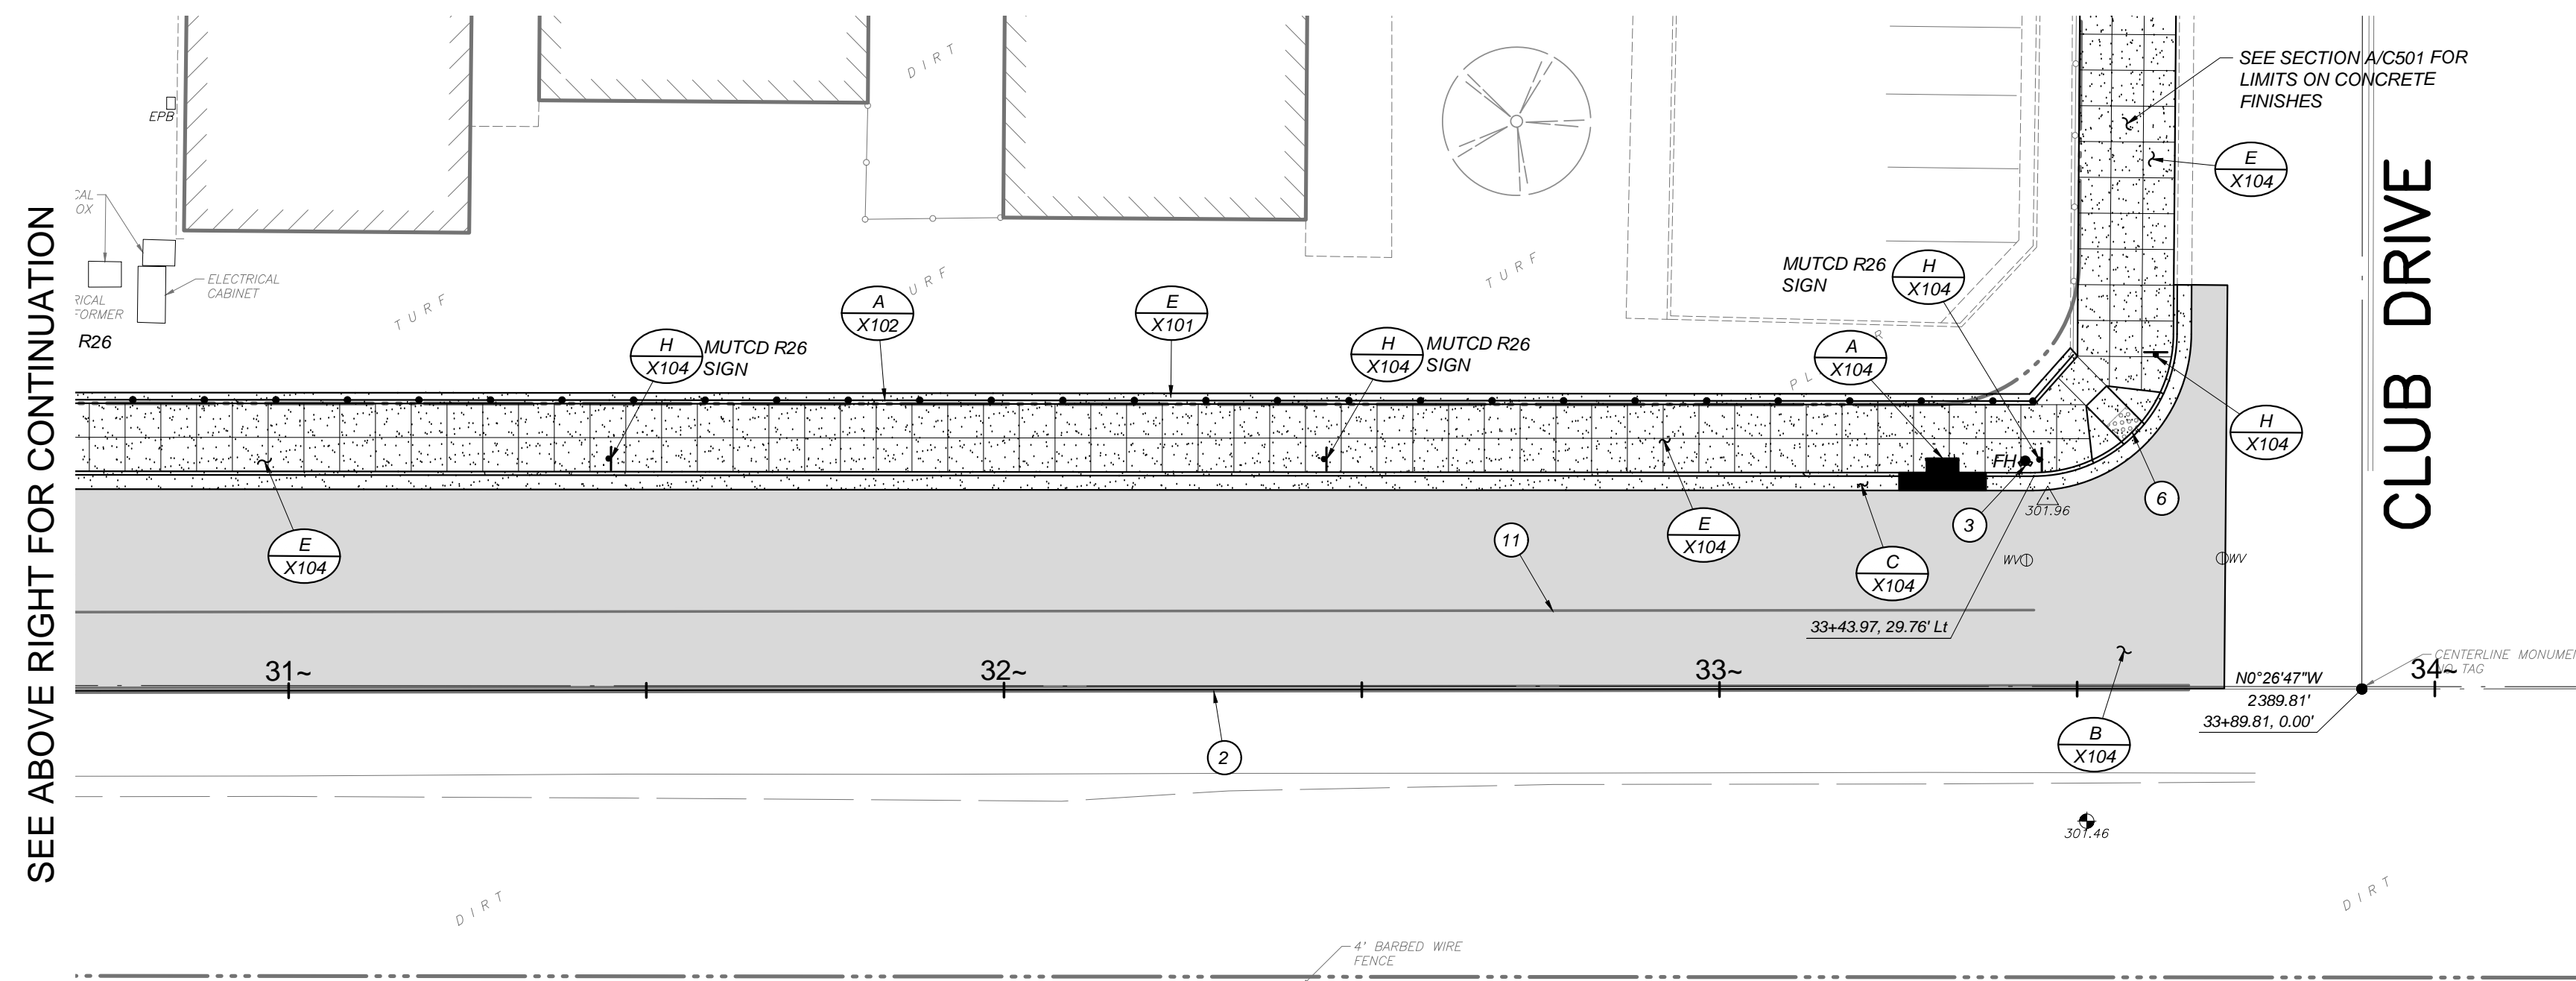 SEE ABOVE RIGHT FOR CONTINUATION
EPB
DIRT
SEE SECTION A/C501 FOR
LIMITS ON CONCRETE
FINISHES
E
X104
CLUB DRIVE
ELECTRICAL
CABINET
R26
TURF
URF
TURF
H
X104
MUTCD R26
SIGN
A
X102
E
X101
H
X104
MUTCD R26
SIGN
MUTCD R26
SIGN
H
X104
A
X104
H
X104
FH
E
X104
11
E
X104
C
X104
3
301.96
6
WV
WV
33+43.97, 29.76' Lt
31~
32~
33~
34~
CENTERLINE
NO TAG
N0°26'47"W
2389.81'
33+89.81, 0.00'
2
B
X104
301.46
DIRT
DIRT
4' BARBED WIRE
FENCE